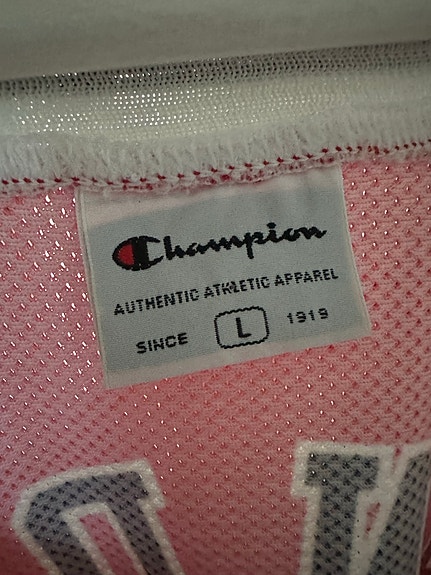 Champion
AUTHENTIC ATHLETIC APPAREL
SINCE L 1919